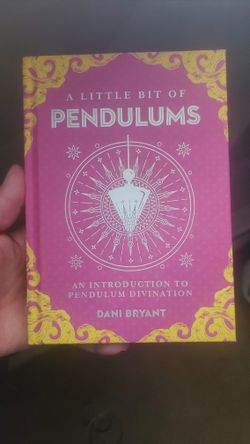 A LITTLE BIT OF
PENDULUMS
AN INTRODUCTION TO
PENDULUM DIVINATION
DANI BRYANT